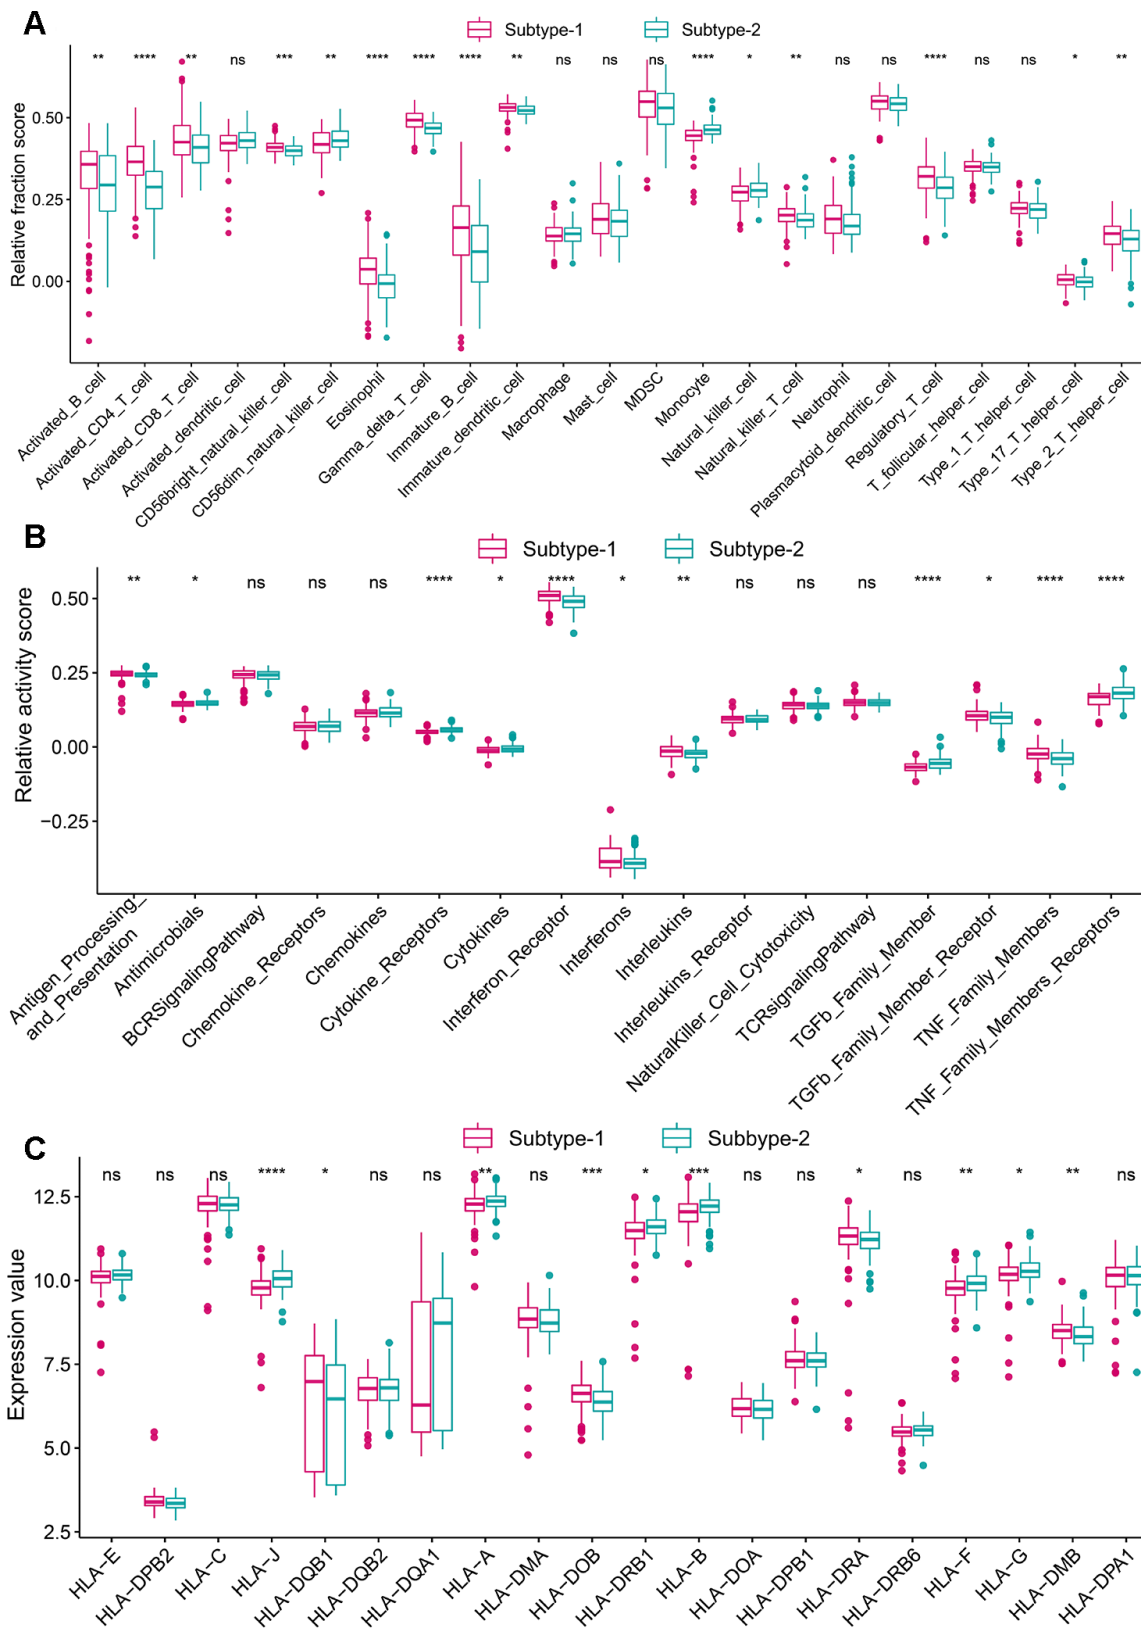 A
Subtype-1 Subtype-2
** **** ** ns *** ** **** **** **** ** ns ns ns **** * ** ns ns **** ns ns * **
Relative fraction score
0.50
0.25
0.00
Activated_B_cell
Activated_CD4_T_cell
Activated_CD8_T_cell
Activated_dendritic_cell
CD56bright_natural_killer_cell
CD56dim_natural_killer_cell
Eosinophil
Gamma_delta_T_cell
Immature_B_cell
Immature_dendritic_cell
Macrophage
Mast_cell
MDSC
Monocyte
Natural_killer_cell
Natural_killer_T_cell
Neutrophil
Plasmacytoid_dendritic_cell
Regulatory_T_cell
T_follicular_helper_cell
Type_1_T_helper_cell
Type_17_T_helper_cell
Type_2_T_helper_cell
B
Subtype-1 Subtype-2
** * ns ns ns **** * **** * ** ns ns ns **** * **** ****
Relative activity score
0.50
0.25
0.00
−0.25
Antigen_Processing_
and_Presentation
Antimicrobials
BCRSignalingPathway
Chemokine_Receptors
Chemokines
Cytokine_Receptors
Cytokines
Interferon_Receptor
Interferons
Interleukins
Interleukins_Receptor
NaturalKiller_Cell_Cytotoxicity
TCRsignalingPathway
TGFb_Family_Member
TGFb_Family_Member_Receptor
TNF_Family_Members
TNF_Family_Members_Receptors
C
Subtype-1 Subbype-2
ns ns ns **** * ns ns ** ns *** * *** ns ns * ns ** * ** ns
Expression value
12.5
10.0
7.5
5.0
2.5
HLA−E
HLA−DPB2
HLA−C
HLA−J
HLA−DQB1
HLA−DQB2
HLA−DQA1
HLA−A
HLA−DMA
HLA−DOB
HLA−DRB1
HLA−B
HLA−DOA
HLA−DPB1
HLA−DRA
HLA−DRB6
HLA−F
HLA−G
HLA−DMB
HLA−DPA1